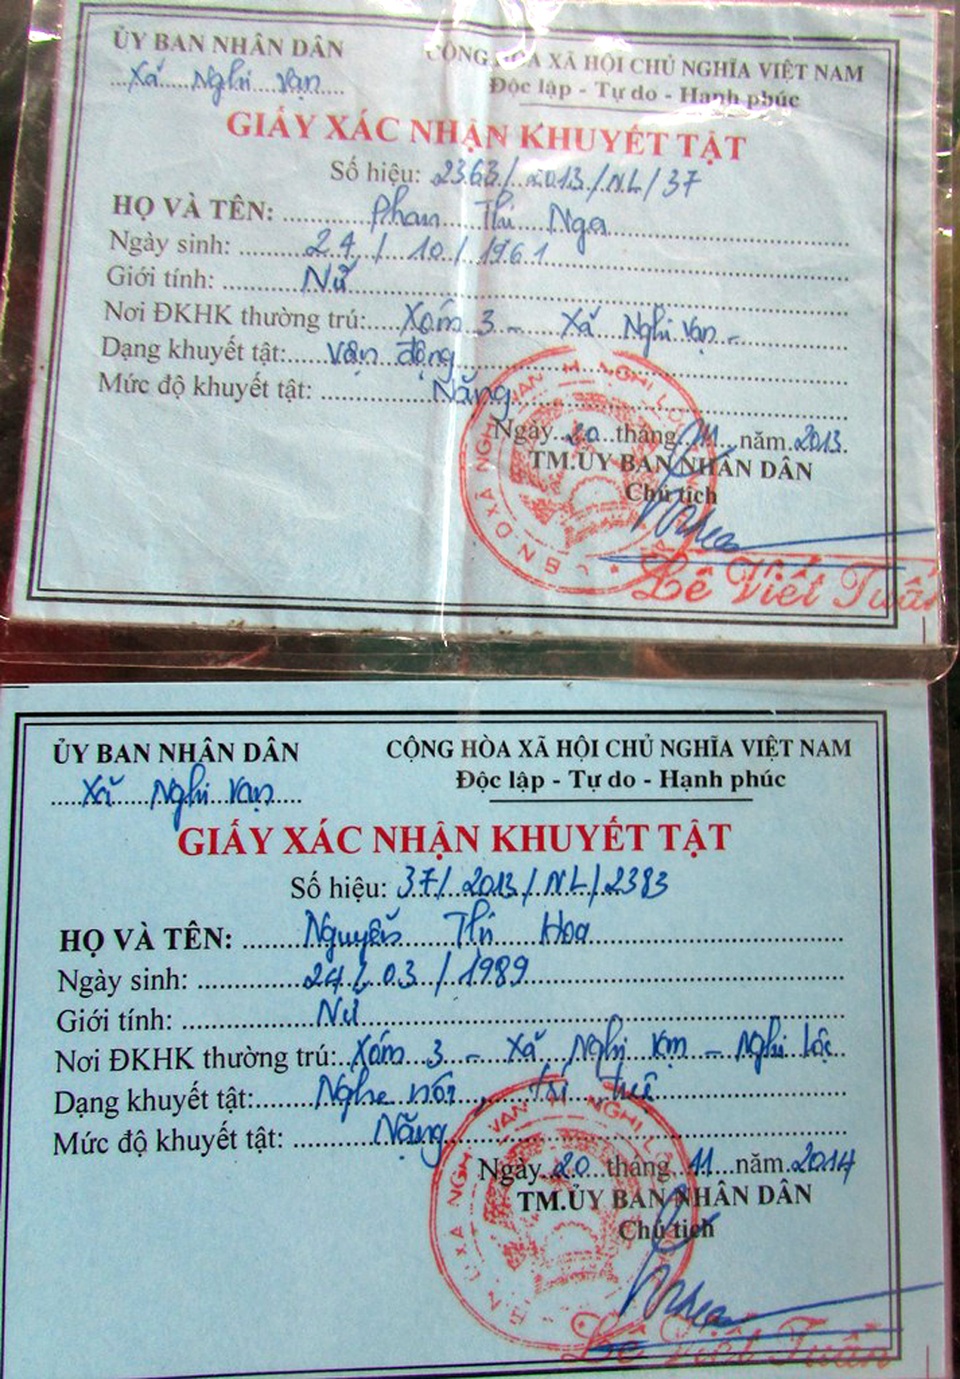 ỦY BAN NHÂN DÂN
Xã Nghi Vạn
CỘNG HÒA XÃ HỘI CHỦ NGHĨA VIỆT NAM
Độc lập - Tự do - Hạnh phúc
GIẤY XÁC NHẬN KHUYẾT TẬT
Số hiệu: 2363/2013/NL/37
HỌ VÀ TÊN: Phan Thị Nga
Ngày sinh: 24/10/1961
Giới tính: Nữ
Nơi ĐKHK thường trú: Xóm 3 - Xã Nghi Vạn -
Dạng khuyết tật: Vận động
Mức độ khuyết tật: Nặng
Ngày 20 tháng 11 năm 2013
TM.ỦY BAN NHÂN DÂN
Chủ tịch
Lê Viết Tuấn
ỦY BAN NHÂN DÂN
Xã Nghi Vạn
CỘNG HÒA XÃ HỘI CHỦ NGHĨA VIỆT NAM
Độc lập - Tự do - Hạnh phúc
GIẤY XÁC NHẬN KHUYẾT TẬT
Số hiệu: 37/2013/NL/2383
HỌ VÀ TÊN: Nguyễn Thị Hoa
Ngày sinh: 24/03/1989
Giới tính: Nữ
Nơi ĐKHK thường trú: Xóm 3 - Xã Nghi Vạn - Nghi Lộc
Dạng khuyết tật: Nghe nói, trí tuệ
Mức độ khuyết tật: Nặng
Ngày 20 tháng 11 năm 2014
TM.ỦY BAN NHÂN DÂN
Chủ tịch
Lê Viết Tuấn